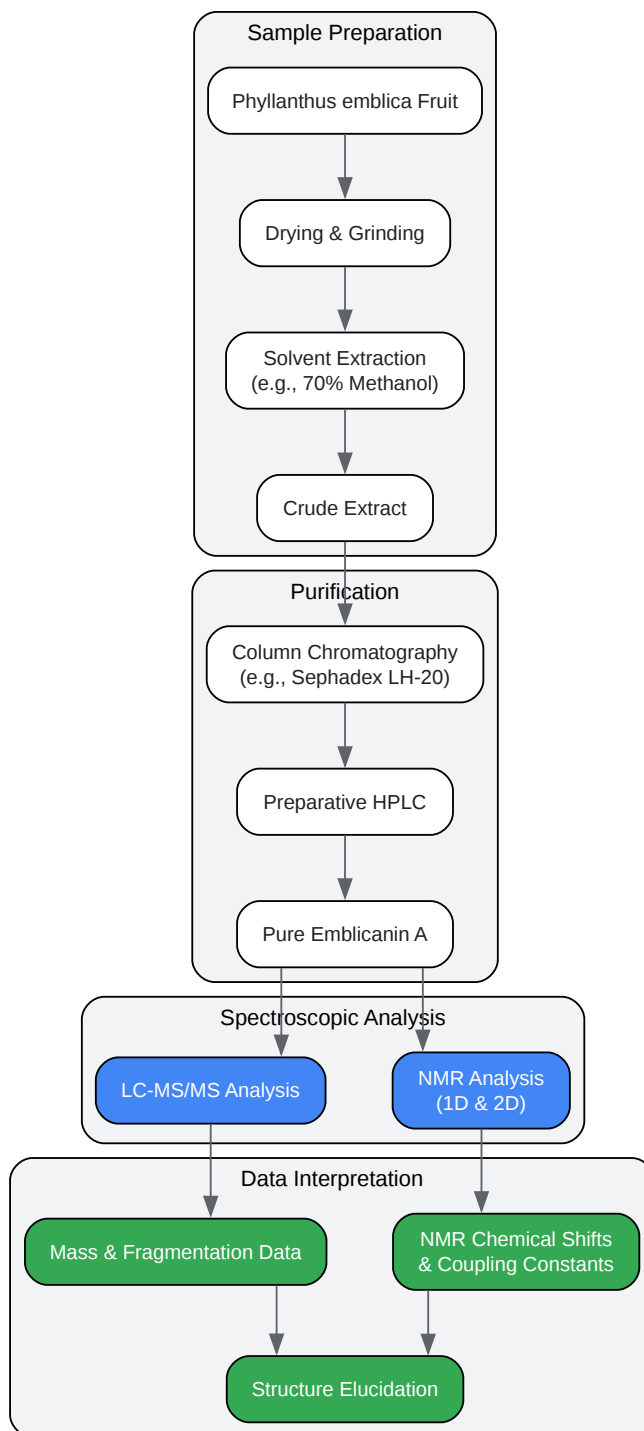 Sample Preparation
Phyllanthus emblica Fruit
Drying & Grinding
Solvent Extraction
(e.g., 70% Methanol)
Crude Extract
Purification
Column Chromatography
(e.g., Sephadex LH-20)
Preparative HPLC
Pure Emblicanin A
Spectroscopic Analysis
LC-MS/MS Analysis
NMR Analysis
(1D & 2D)
Data Interpretation
Mass & Fragmentation Data
NMR Chemical Shifts
& Coupling Constants
Structure Elucidation